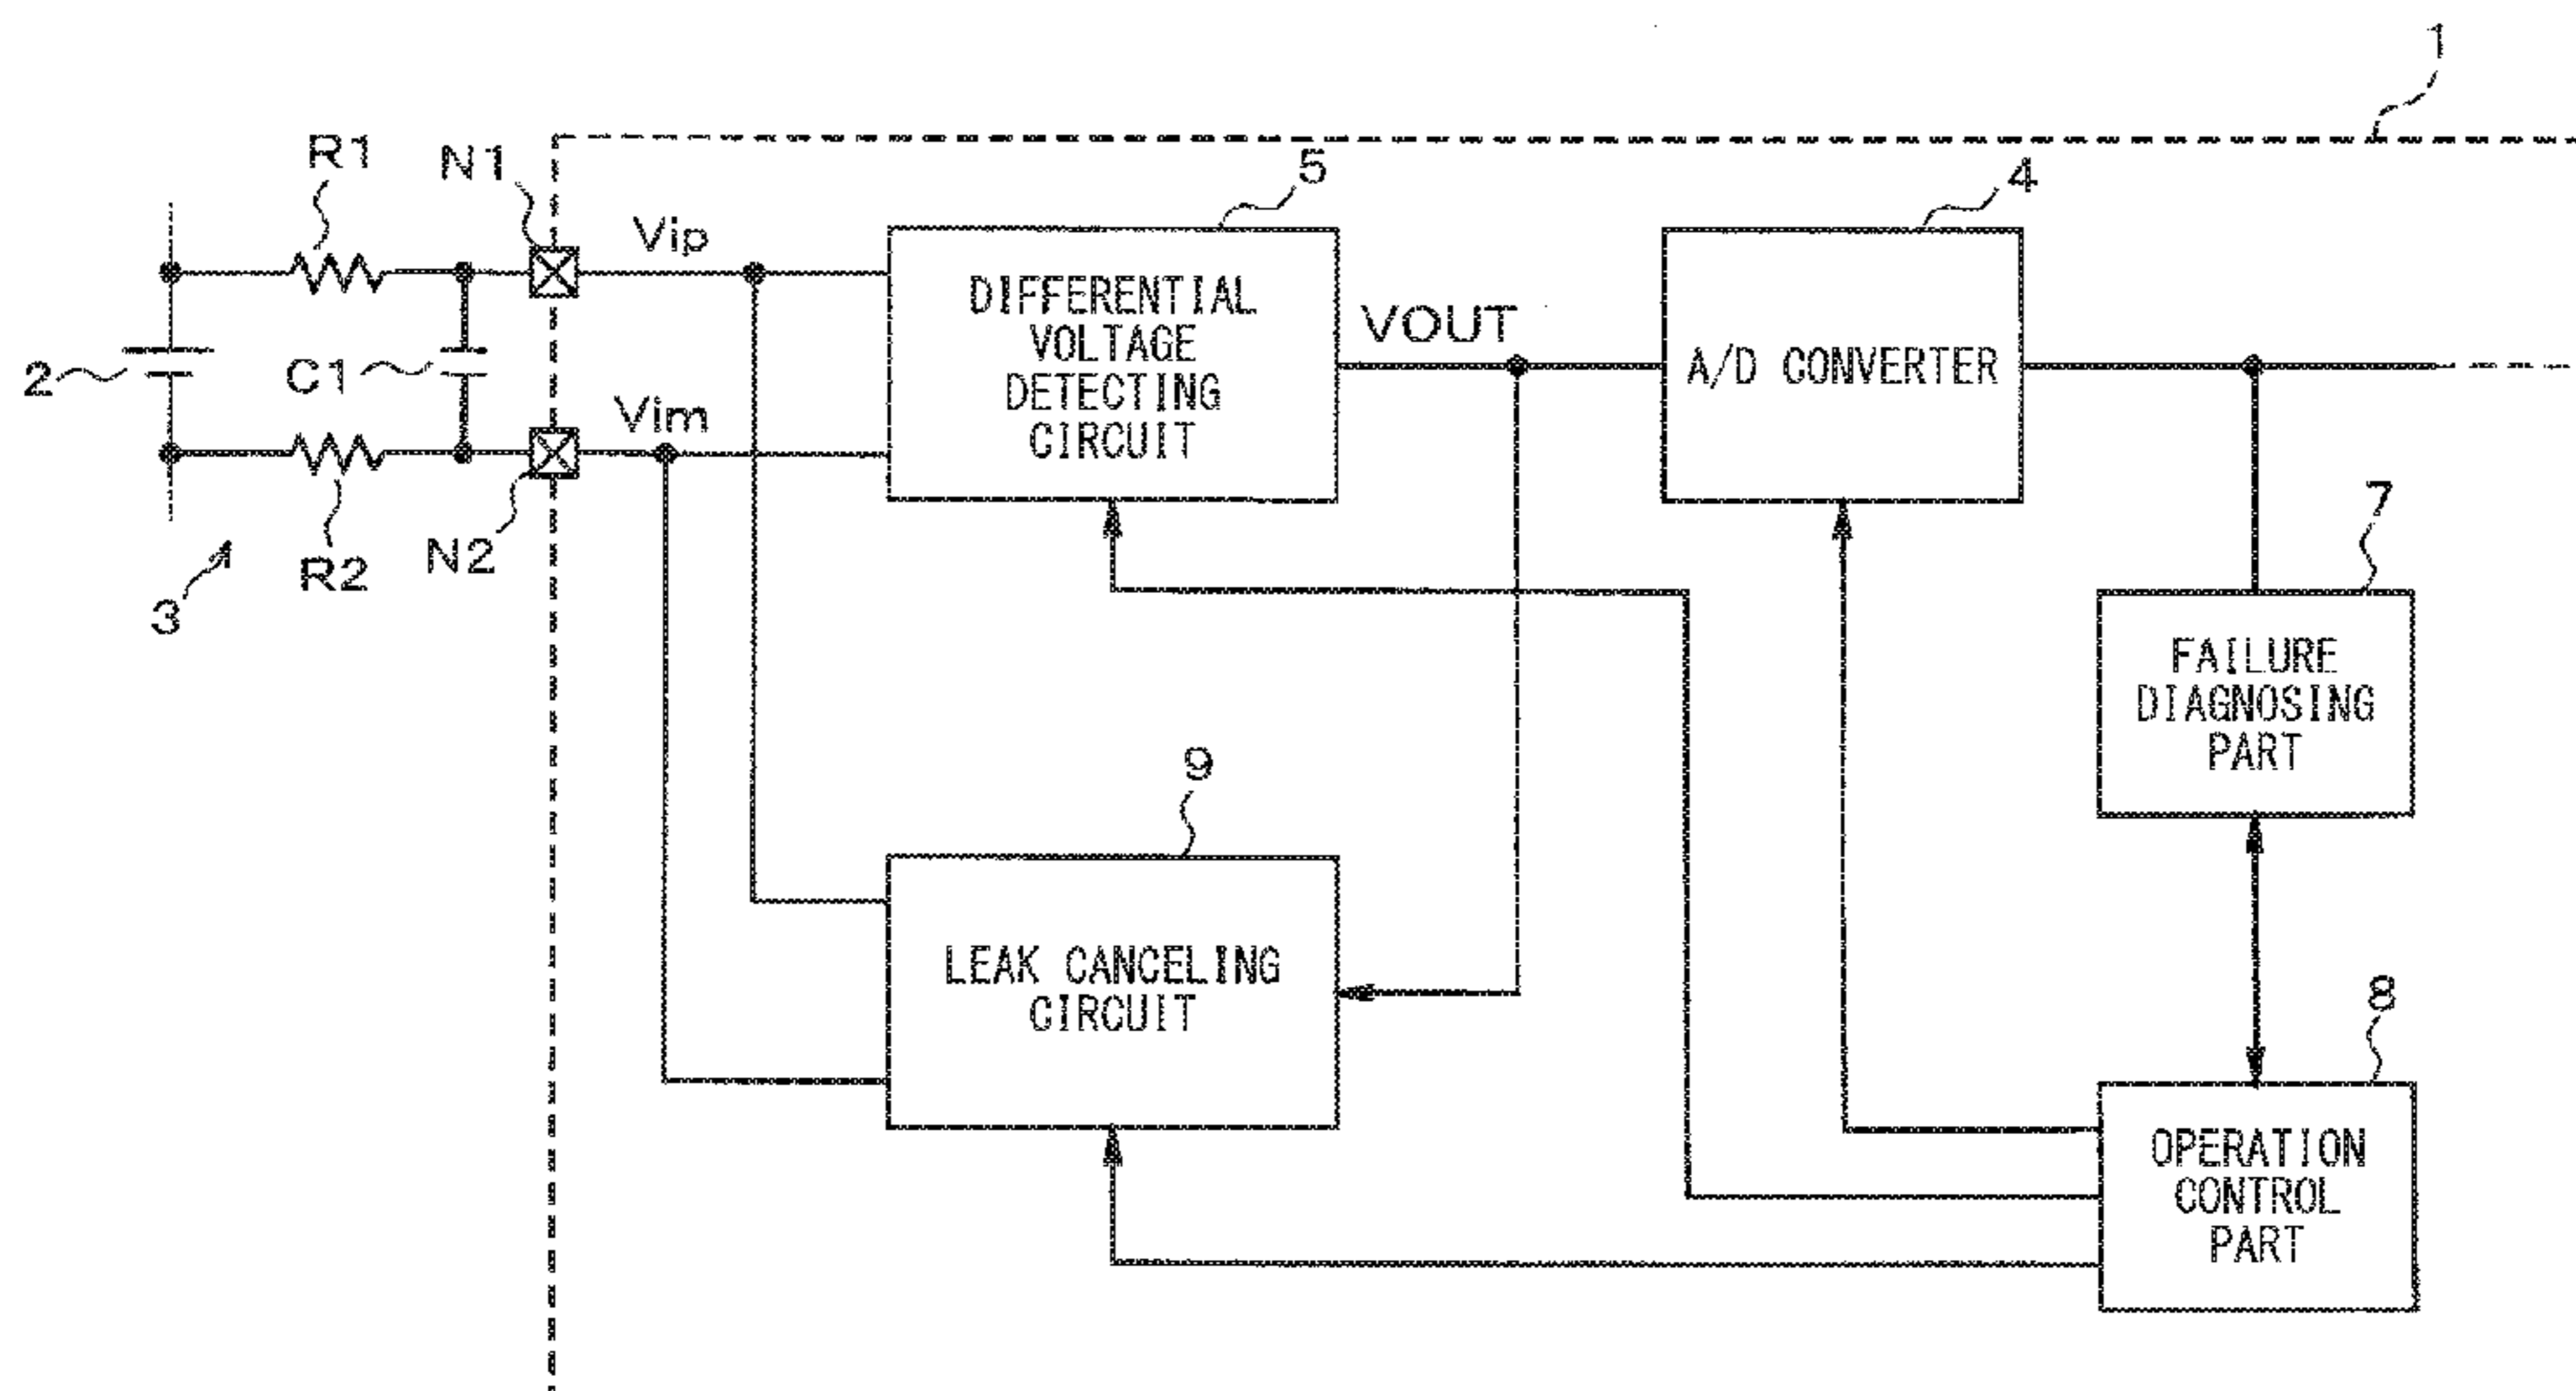 1
R1
N1
5
4
Vip
DIFFERENTIAL
VOLTAGE
DETECTING
CIRCUIT
VOUT
A/D CONVERTER
2
C1
Vim
R2
N2
3
7
FAILURE
DIAGNOSING
PART
9
LEAK CANCELING
CIRCUIT
8
OPERATION
CONTROL
PART